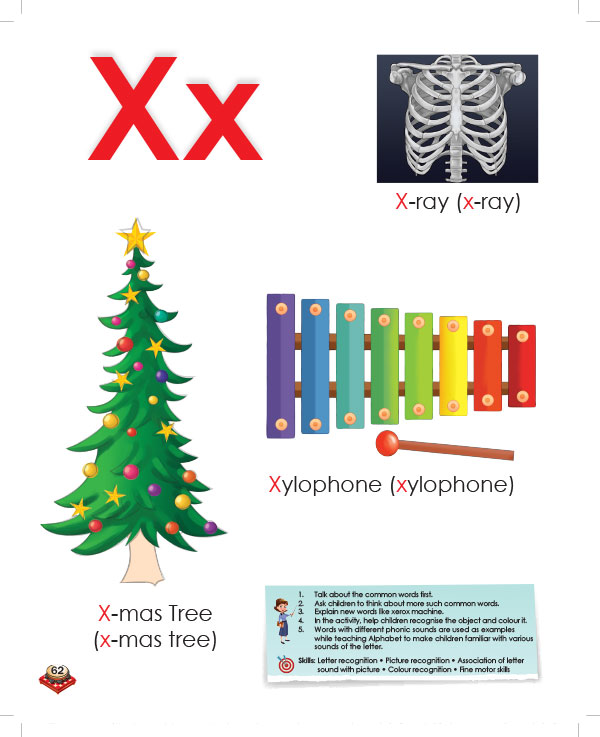 Xx
X-ray (x-ray)
Xylophone (xylophone)
X-mas Tree
(x-mas tree)
1. Talk about the common words first.
2. Ask children to think about more such common words.
3. Explain new words like xerox machine.
4. In the activity, help children recognise the object and colour it.
5. Words with different phonic sounds are used as examples
while teaching Alphabet to make children familiar with various
sounds of the letter.
Skills: Letter recognition • Picture recognition • Association of letter
sound with picture • Colour recognition • Fine motor skills
62